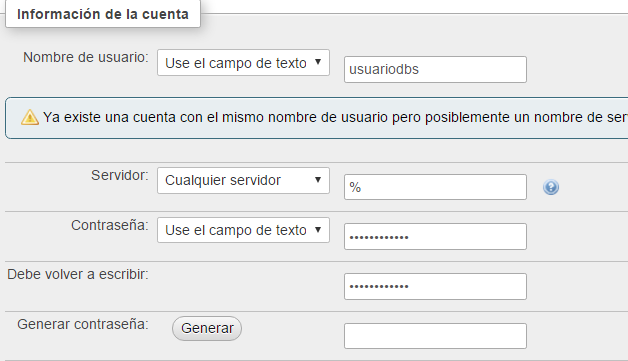 Información de la cuenta
Nombre de usuario: Use el campo de texto usuariodbs
Ya existe una cuenta con el mismo nombre de usuario pero posiblemente un nombre de ser
Servidor: Cualquier servidor %
Contraseña: Use el campo de texto ••••••••••••
Debe volver a escribir: ••••••••••••
Generar contraseña: Generar